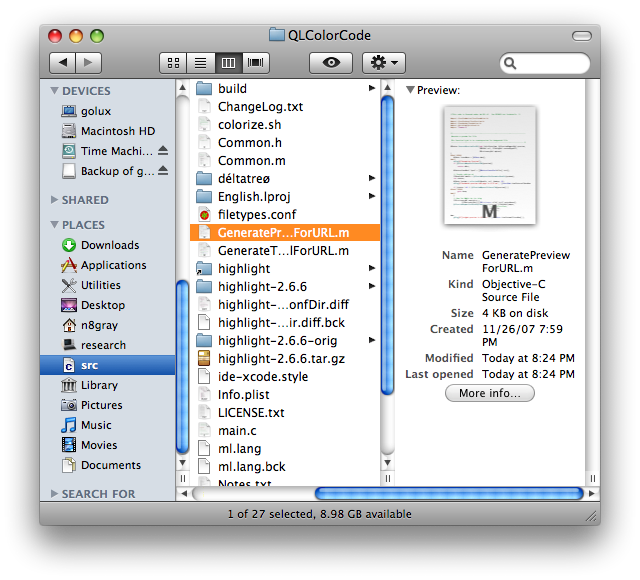 QLColorCode
DEVICES
golux
Macintosh HD
Time Machi...
Backup of g...
SHARED
PLACES
Downloads
Applications
Utilities
Desktop
n8gray
research
src
Library
Pictures
Music
Movies
Documents
SEARCH FOR
build
ChangeLog.txt
colorize.sh
Common.h
Common.m
déltatreø
English.lproj
filetypes.conf
GeneratePr...ForURL.m
GenerateT...lForURL.m
highlight
highlight-2.6.6
highlight-...onfDir.diff
highlight-...ir.diff.bck
highlight-2.6.6-orig
highlight-2.6.6.tar.gz
ide-xcode.style
Info.plist
LICENSE.txt
main.c
ml.lang
ml.lang.bck
Notes.txt
Preview:
M
Name GeneratePreview
ForURL.m
Kind Objective-C
Source File
Size 4 KB on disk
Created 11/26/07 7:59
PM
Modified Today at 8:24 PM
Last opened Today at 8:24 PM
More info...
1 of 27 selected, 8.98 GB available